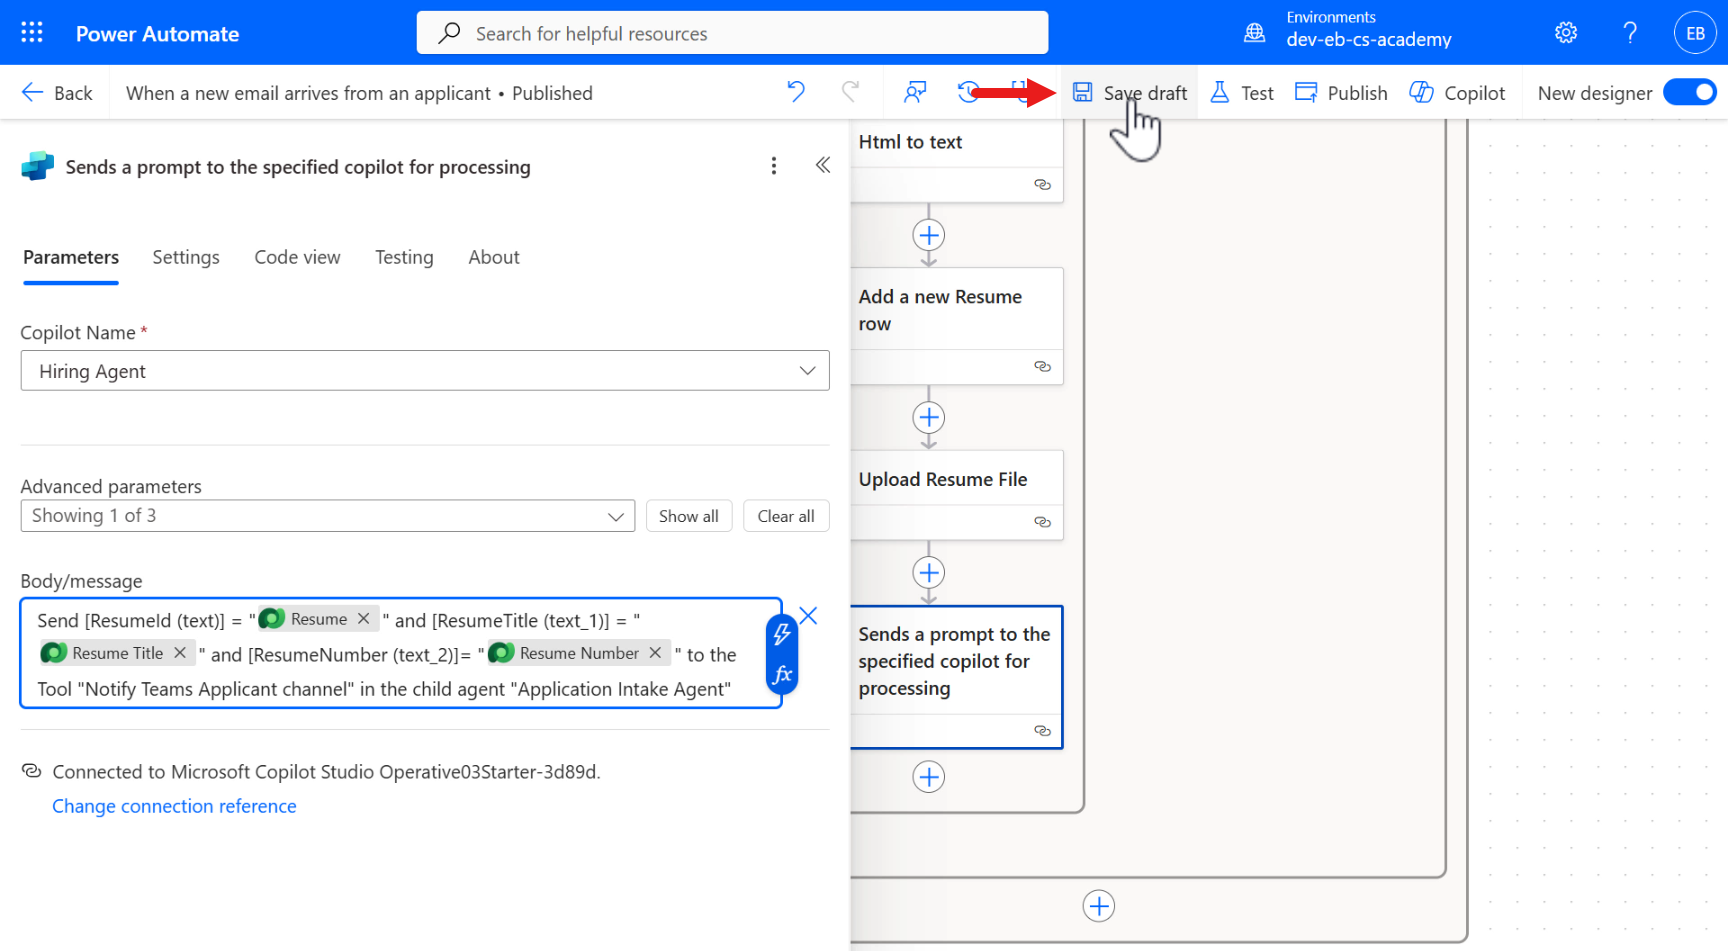 Power Automate
Search for helpful resources
Environments
dev-eb-cs-academy
?
EB
Back
When a new email arrives from an applicant • Published
Save draft
Test
Publish
Copilot
New designer
Sends a prompt to the specified copilot for processing
Parameters
Settings
Code view
Testing
About
Copilot Name *
Hiring Agent
Advanced parameters
Showing 1 of 3
Show all
Clear all
Body/message
Send [ResumeId (text)] = " Resume " and [ResumeTitle (text_1)] = "
Resume Title " and [ResumeNumber (text_2)]= " Resume Number " to the
Tool "Notify Teams Applicant channel" in the child agent "Application Intake Agent"
fx
Connected to Microsoft Copilot Studio Operative03Starter-3d89d.
Change connection reference
Html to text
Add a new Resume
row
Upload Resume File
Sends a prompt to the
specified copilot for
processing